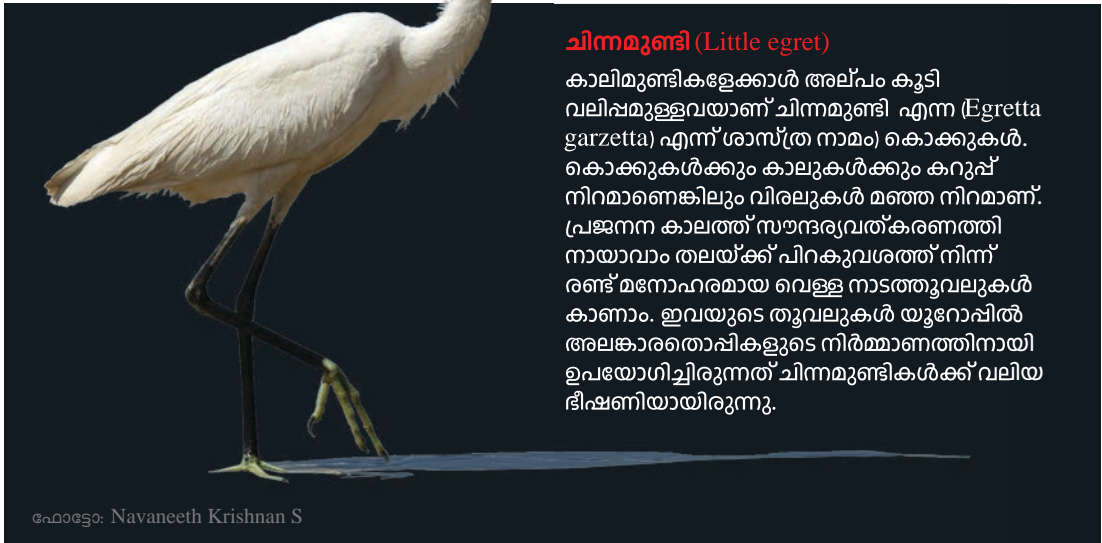 ചിന്നമുണ്ടി (Little egret)
കാലിമുണ്ടികളേക്കാൾ അല്പം കൂടി
വലിപ്പമുള്ളവയാണ് ചിന്നമുണ്ടി എന്ന (Egretta
garzetta) എന്ന് ശാസ്ത്ര നാമം) കൊക്കുകൾ.
കൊക്കുകൾക്കും കാലുകൾക്കും കറുപ്പ്
നിറമാണെങ്കിലും വിരലുകൾ മഞ്ഞ നിറമാണ്.
പ്രജനന കാലത്ത് സൗന്ദര്യവത്കരണത്തി
നായാവാം തലയ്ക്ക് പിറകുവശത്ത് നിന്ന്
രണ്ട് മനോഹരമായ വെള്ള നാടത്തൂവലുകൾ
കാണാം. ഇവയുടെ തൂവലുകൾ യൂറോപ്പിൽ
അലങ്കാരതൊപ്പികളുടെ നിർമ്മാണത്തിനായി
ഉപയോഗിച്ചിരുന്നത് ചിന്നമുണ്ടികൾക്ക് വലിയ
ഭീഷണിയായിരുന്നു.
ഫോട്ടോ: Navaneeth Krishnan S